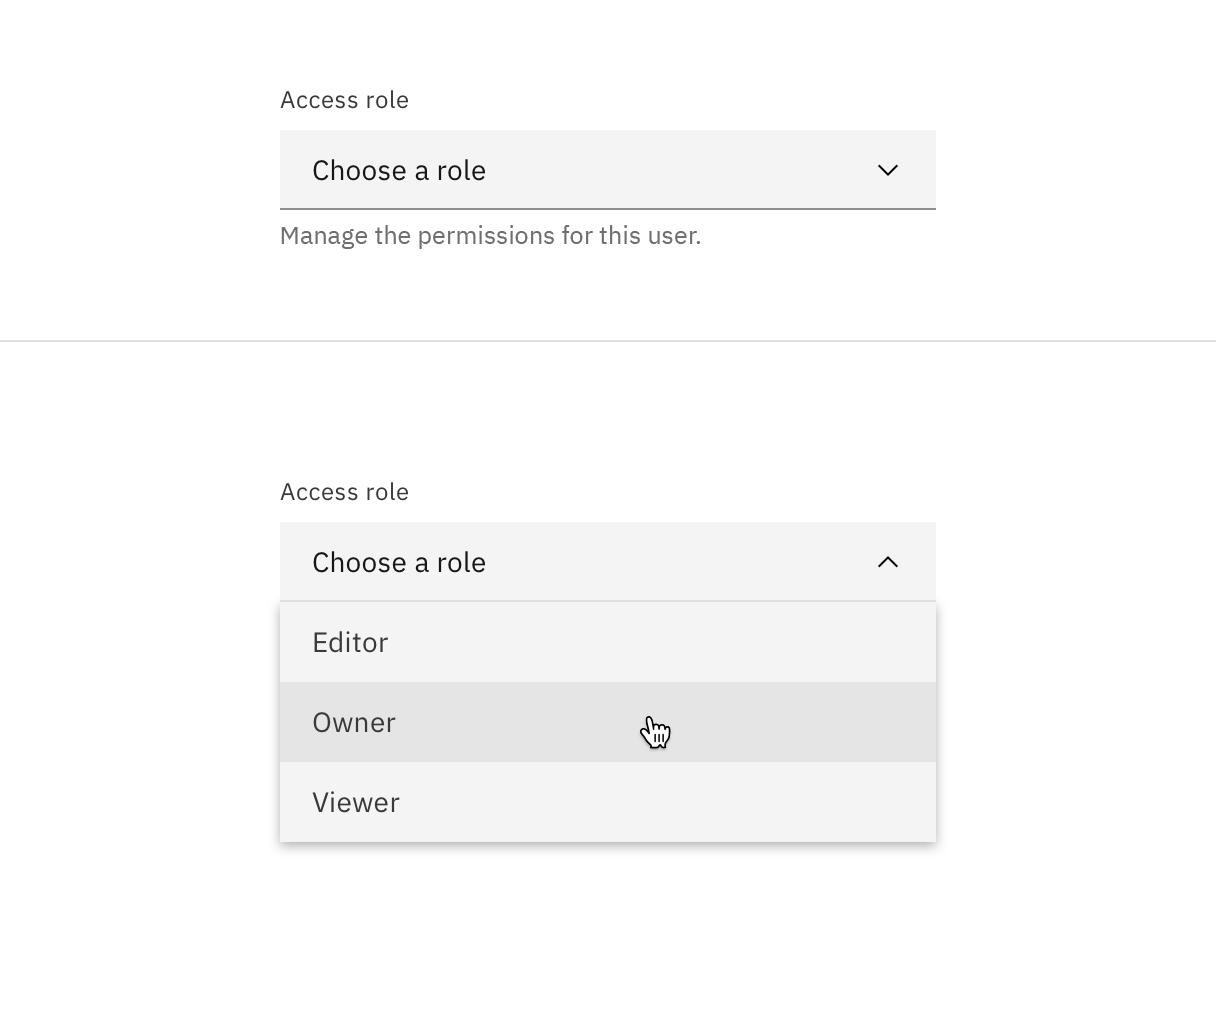 Access role
Choose a role
Manage the permissions for this user.
Access role
Choose a role
Editor
Owner
Viewer